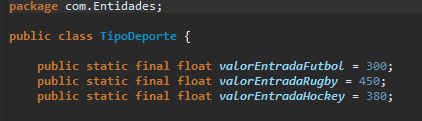 package com.Entidades;
public class TipoDeporte {
public static final float valorEntradaFutbol = 300;
public static final float valorEntradaRugby = 450;
public static final float valorEntradaHockey = 380;